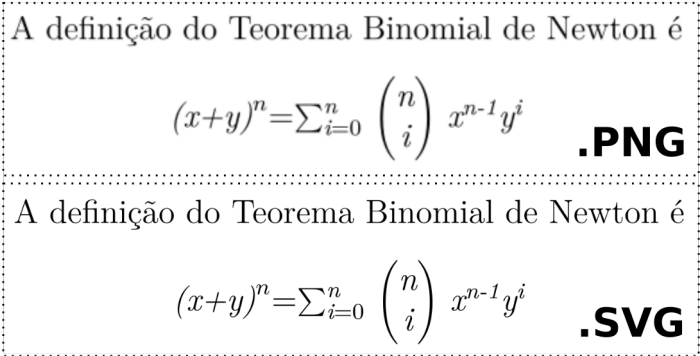 A definição do Teorema Binomial de Newton é
(x+y)^n=∑_{i=0}^n (n i) x^{n-1}y^i
.PNG
A definição do Teorema Binomial de Newton é
(x+y)^n=∑_{i=0}^n (n i) x^{n-1}y^i
.SVG